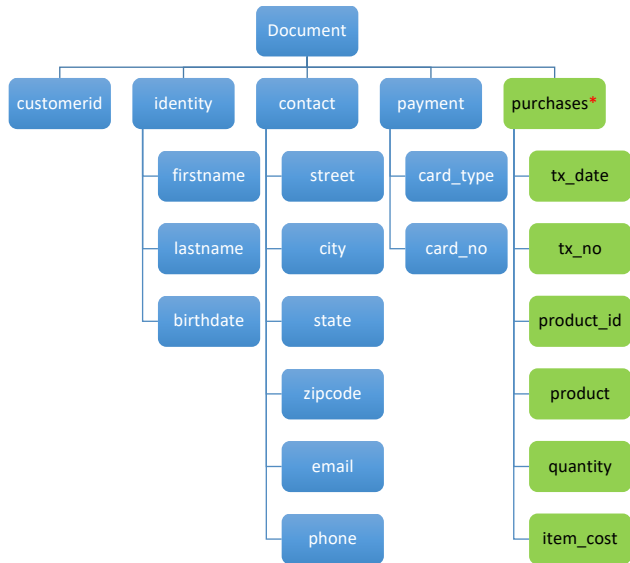 Document
customerid
identity
contact
payment
purchases*
firstname
street
card_type
tx_date
lastname
city
card_no
tx_no
birthdate
state
product_id
zipcode
product
email
quantity
phone
item_cost